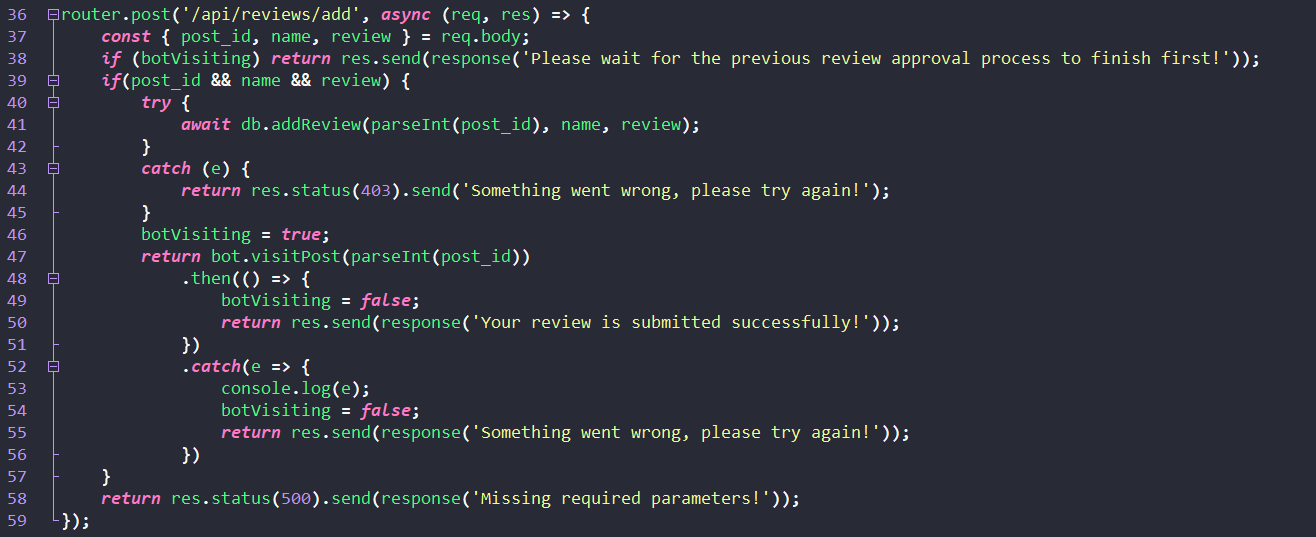 36 router.post('/api/reviews/add', async (req, res) => {
37     const { post_id, name, review } = req.body;
38     if (botVisiting) return res.send(response('Please wait for the previous review approval process to finish first!'));
39     if(post_id && name && review) {
40         try {
41             await db.addReview(parseInt(post_id), name, review);
42         }
43         catch (e) {
44             return res.status(403).send('Something went wrong, please try again!');
45         }
46         botVisiting = true;
47         return bot.visitPost(parseInt(post_id))
48             .then(() => {
49                 botVisiting = false;
50                 return res.send(response('Your review is submitted successfully!'));
51             })
52             .catch(e => {
53                 console.log(e);
54                 botVisiting = false;
55                 return res.send(response('Something went wrong, please try again!'));
56             })
57     }
58     return res.status(500).send(response('Missing required parameters!'));
59 });